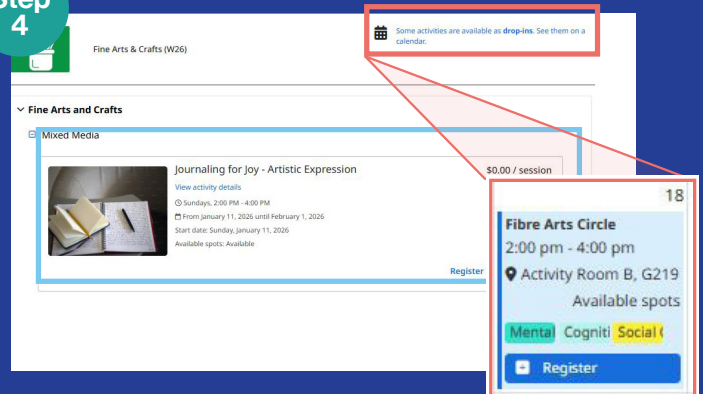 Step
4
Fine Arts & Crafts (W26)
Some activities are available as drop-ins. See them on a
calendar.
Fine Arts and Crafts
Mixed Media
Journaling for Joy - Artistic Expression
$0.00 / session
View activity details
Sundays, 2:00 PM - 4:00 PM
From January 11, 2026 until February 1, 2026
Start date: Sunday, January 11, 2026
Available spots: Available
Register
18
Fibre Arts Circle
2:00 pm - 4:00 pm
Activity Room B, G219
Available spots
Mental Cogniti Social
Register